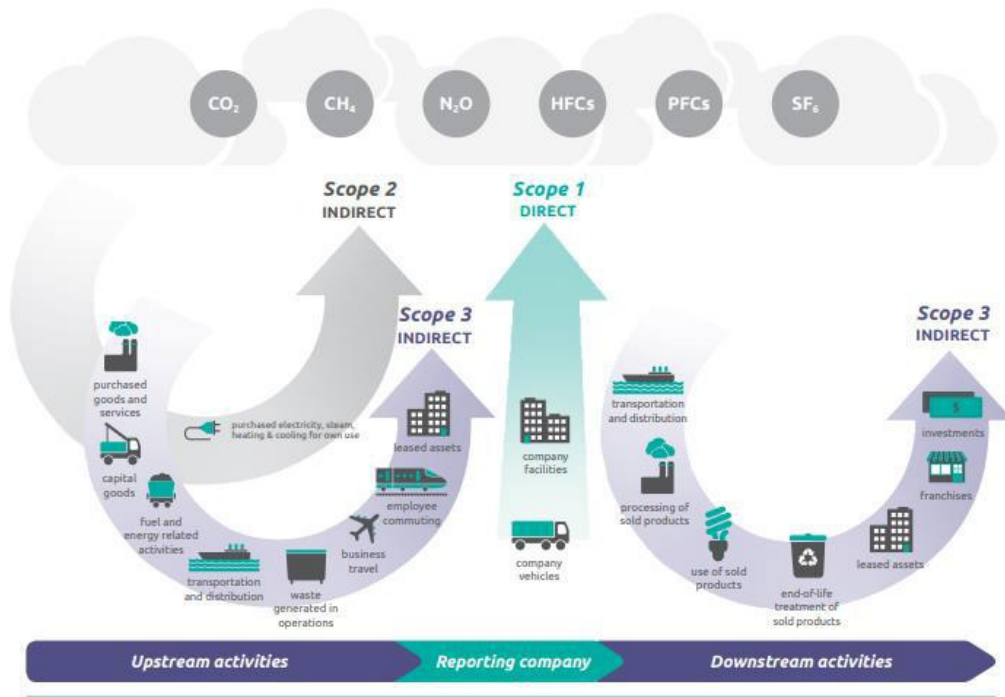 CO₂
CH₄
N₂O
HFCs
PFCs
SF₆
Scope 2
INDIRECT
Scope 1
DIRECT
Scope 3
INDIRECT
Scope 3
INDIRECT
purchased
goods and
services
capital
goods
fuel and
energy related
activities
transportation
and distribution
waste
generated in
operations
business
travel
employee
commuting
leased assets
purchased electricity, steam,
heating & cooling for own use
company
facilities
company
vehicles
transportation
and distribution
processing of
sold products
use of sold
products
end-of-life
treatment of
sold products
leased assets
franchises
$
investments
Upstream activities
Reporting company
Downstream activities